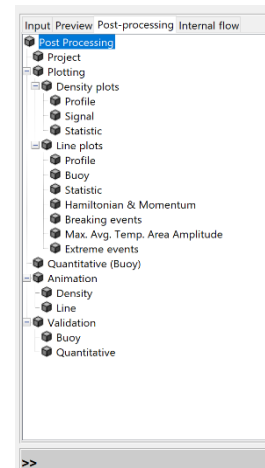 Input Preview Post-processing Internal flow
Post Processing
Project
Plotting
Density plots
Profile
Signal
Statistic
Line plots
Profile
Buoy
Statistic
Hamiltonian & Momentum
Breaking events
Max. Avg. Temp. Area Amplitude
Extreme events
Quantitative (Buoy)
Animation
Density
Line
Validation
Buoy
Quantitative
>>